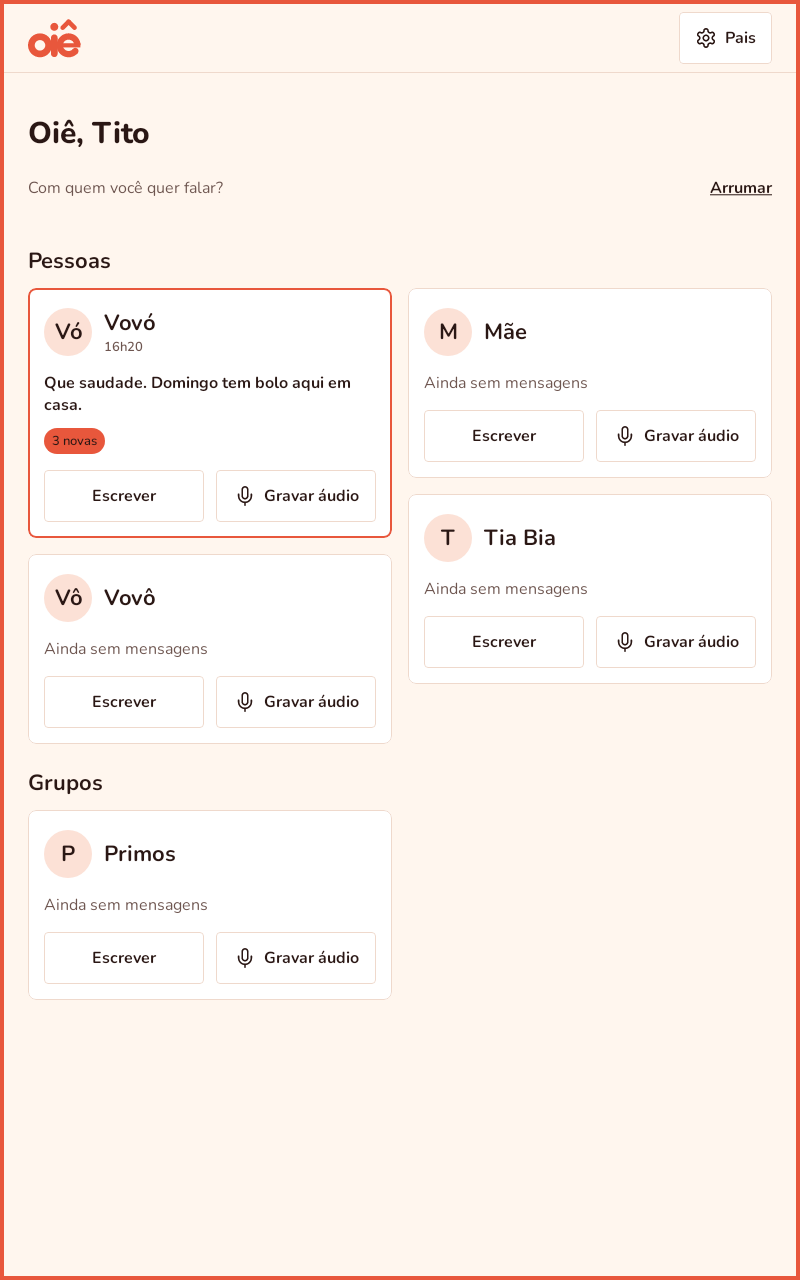 oiê
Pais
Oiê, Tito
Com quem você quer falar?
Arrumar
Pessoas
Vó
Vovó
16h20
Que saudade. Domingo tem bolo aqui em
casa.
3 novas
Escrever
Gravar áudio
M
Mãe
Ainda sem mensagens
Escrever
Gravar áudio
Vô
Vovô
Ainda sem mensagens
Escrever
Gravar áudio
T
Tia Bia
Ainda sem mensagens
Escrever
Gravar áudio
Grupos
P
Primos
Ainda sem mensagens
Escrever
Gravar áudio